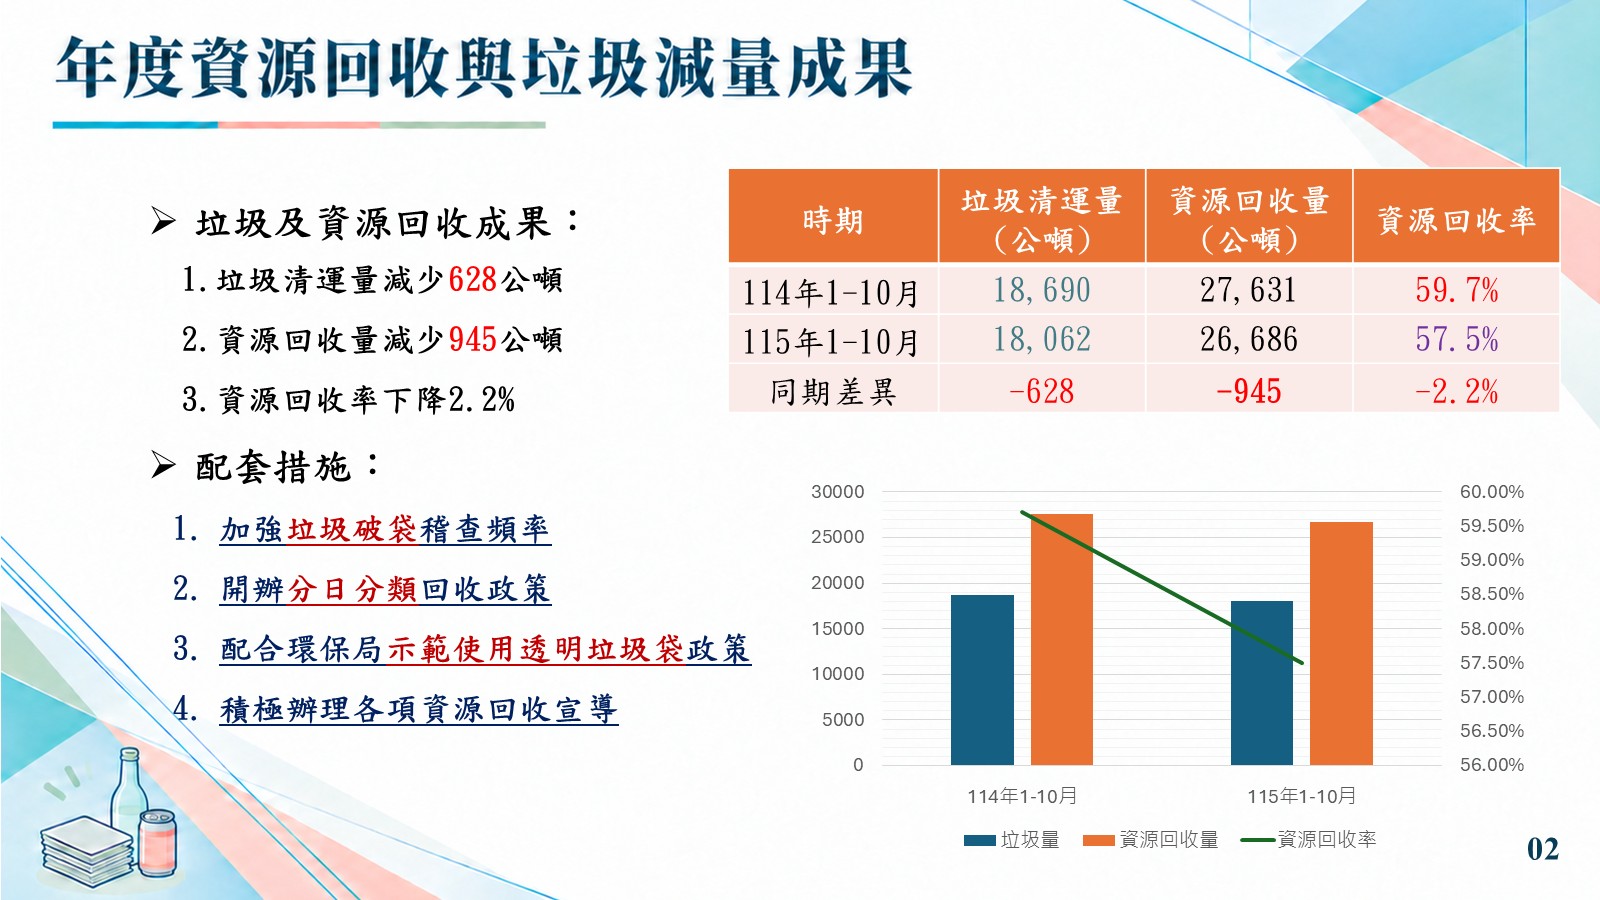 年度資源回收與垃圾減量成果
➢ 垃圾及資源回收成果：
1.垃圾清運量減少628公噸
2.資源回收量減少945公噸
3.資源回收率下降2.2%
➢ 配套措施：
1. 加強垃圾破袋稽查頻率
2. 開辦分日分類回收政策
3. 配合環保局示範使用透明垃圾袋政策
4. 積極辦理各項資源回收宣導
時期 垃圾清運量（公噸） 資源回收量（公噸） 資源回收率
114年1-10月 18,690 27,631 59.7%
115年1-10月 18,062 26,686 57.5%
同期差異 -628 -945 -2.2%
30000 60.00%
25000 59.50%
20000 59.00%
15000 58.50%
10000 58.00%
5000 57.50%
0 57.00%
56.50%
56.00%
114年1-10月 115年1-10月
垃圾量 資源回收量 資源回收率
02